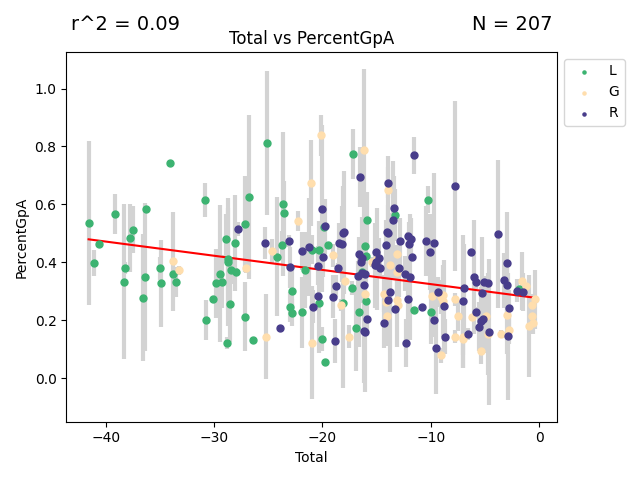 r^2 = 0.09 N = 207
Total vs PercentGpA
L
G
R
1.0
0.8
0.6
0.4
0.2
0.0
PercentGpA
−40 −30 −20 −10 0
Total